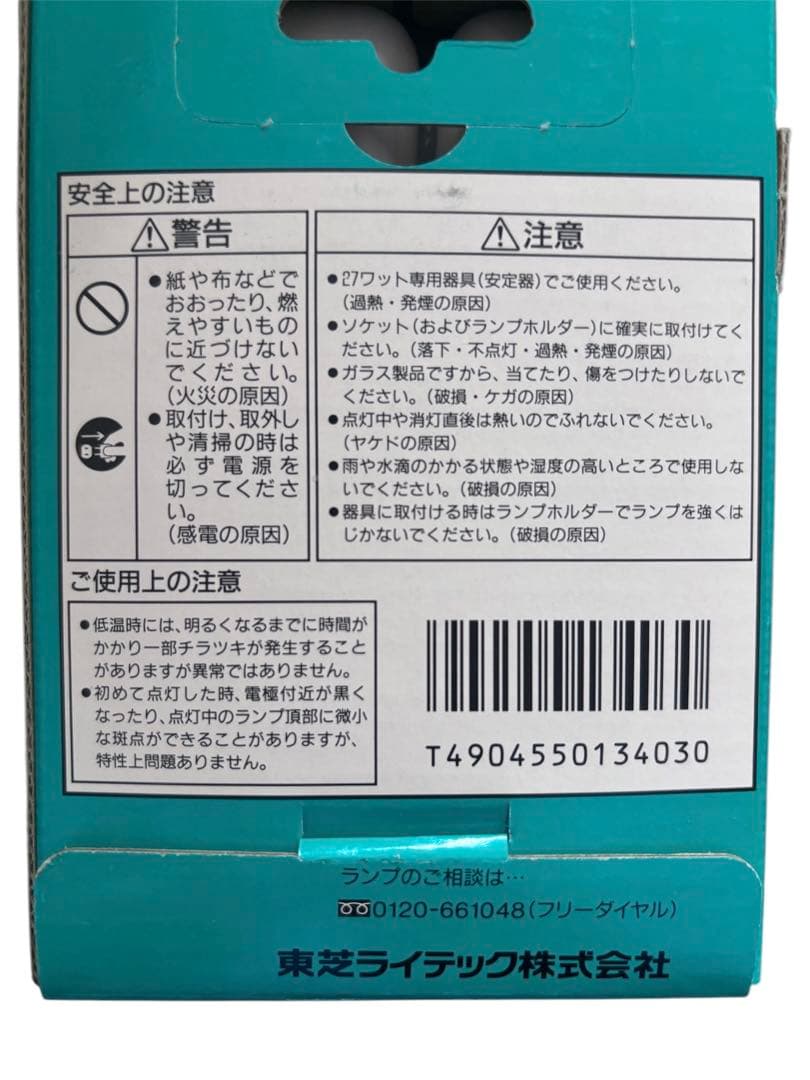 安全上の注意
警告
●紙や布などで
おおったり、燃
えやすいもの
に近づけない
でください。
(火災の原因)
●取付け、取外し
や清掃の時は
必ず電源を
切ってくださ
い。
(感電の原因)
注意
●27ワット専用器具(安定器)でご使用ください。
(過熱・発煙の原因)
●ソケット(およびランプホルダー)に確実に取付けてく
ださい。(落下・不点灯・過熱・発煙の原因)
●ガラス製品ですから、当てたり、傷をつけたりしないで
ください。(破損・ケガの原因)
●点灯中や消灯直後は熱いのでふれないでください。
(ヤケドの原因)
●雨や水滴のかかる状態や湿度の高いところで使用しな
いでください。(破損の原因)
●器具に取付ける時はランプホルダーでランプを強くは
じかないでください。(破損の原因)
ご使用上の注意
●低温時には、明るくなるまでに時間が
かかり一部チラツキが発生すること
がありますが異常ではありません。
●初めて点灯した時、電極付近が黒く
なったり、点灯中のランプ頂部に微小
な斑点ができることがありますが、
特性上問題ありません。
T4904550134030
ランプのご相談は…
0120-661048(フリーダイヤル)
東芝ライテック株式会社